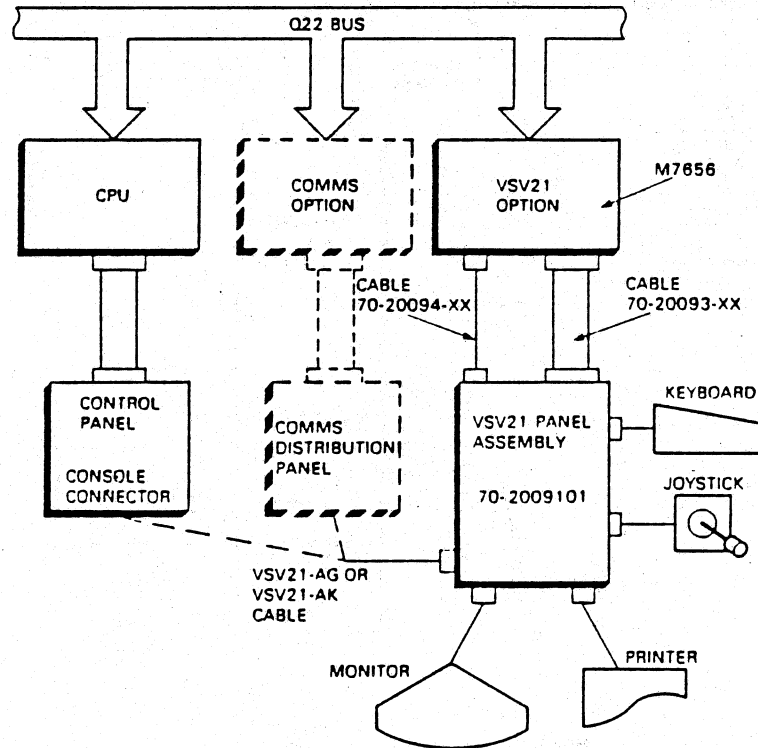 Q22 BUS
CPU
COMMS
OPTION
VSV21
OPTION
M7656
CABLE
70-20094-XX
CABLE
70-20093-XX
CONTROL
PANEL
CONSOLE
CONNECTOR
COMMS
DISTRIBUTION
PANEL
VSV21 PANEL
ASSEMBLY
70-2009101
KEYBOARD
JOYSTICK
VSV21-AG OR
VSV21-AK
CABLE
MONITOR
PRINTER